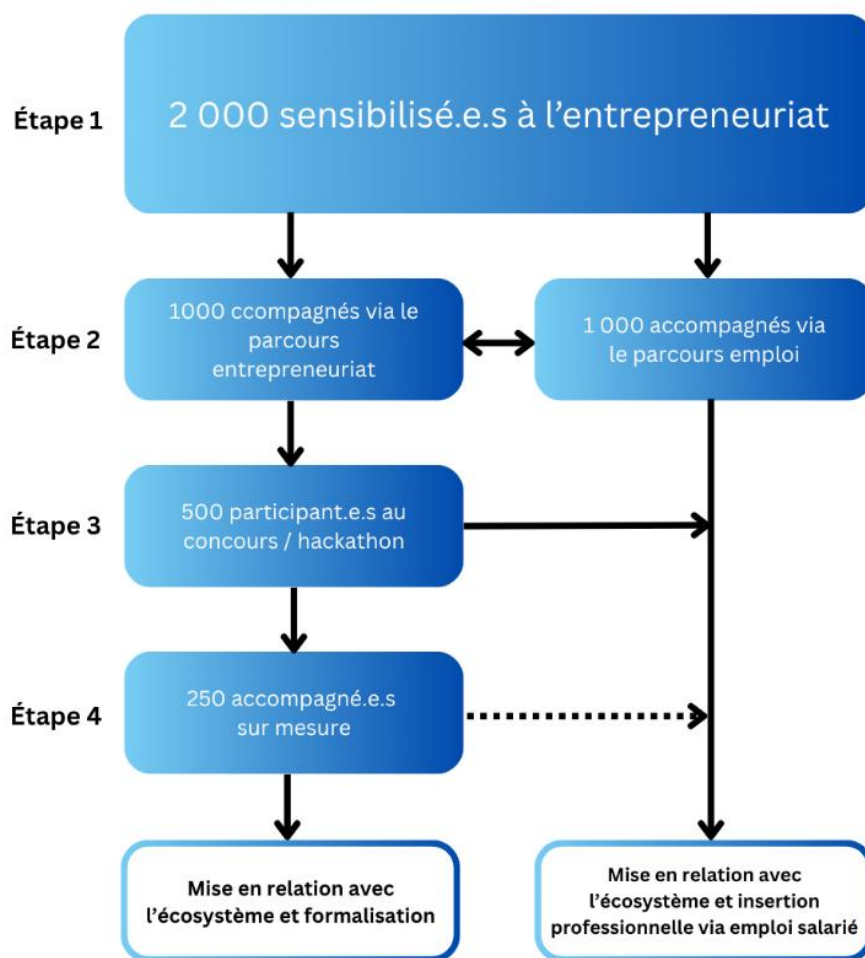 Étape 1
2 000 sensibilisé.e.s à l'entrepreneuriat
Étape 2
1000 ccompagnés via le
parcours
entrepreneuriat
1 000 accompagnés via
le parcours emploi
Étape 3
500 participant.e.s au
concours / hackathon
Étape 4
250 accompagné.e.s
sur mesure
Mise en relation avec
l'écosystème et formalisation
Mise en relation avec
l'écosystème et insertion
professionnelle via emploi salarié